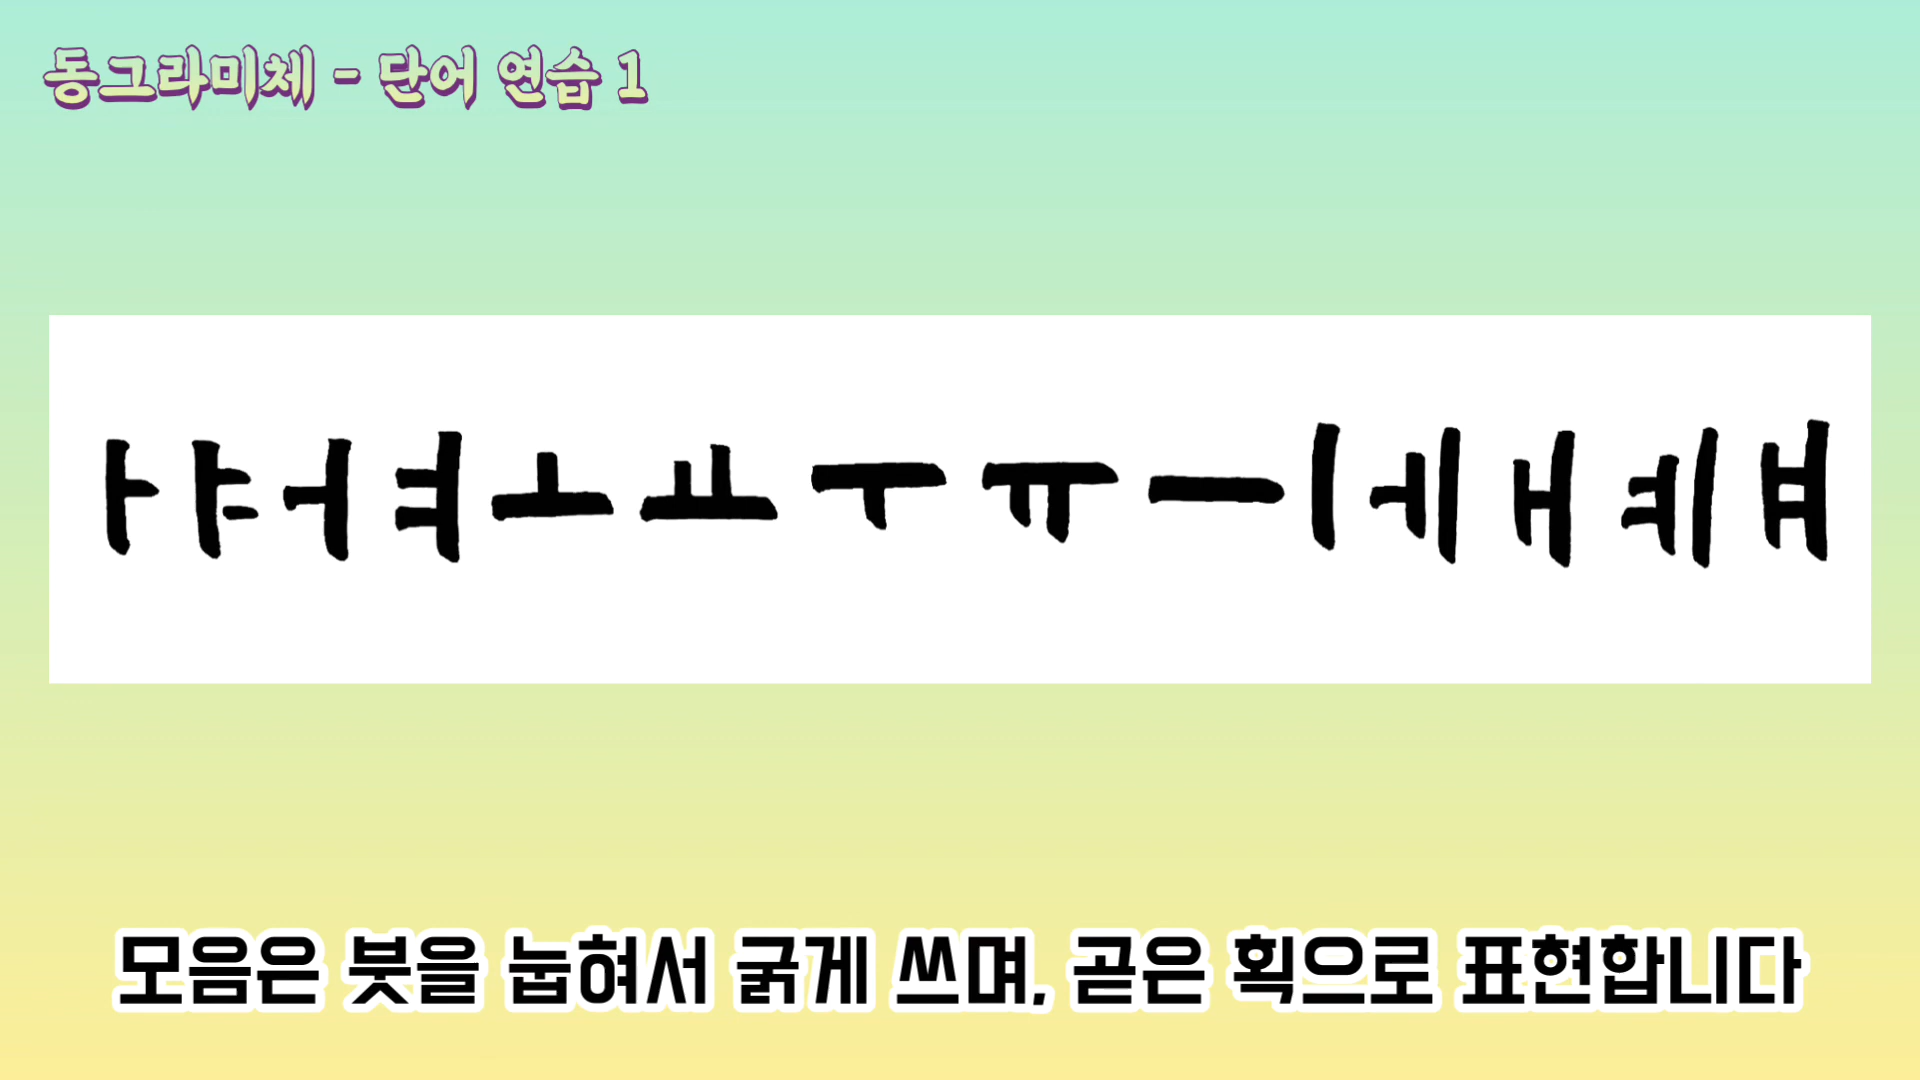 동그라미체 - 단어 연습 1
ㅏ ㅑ ㅓ ㅕ ㅗ ㅛ ㅜ ㅠ ㅡ ㅣ ㅔ ㅐ ㅖ ㅒ
모음은 붓을 눕혀서 굵게 쓰며, 곧은 획으로 표현합니다